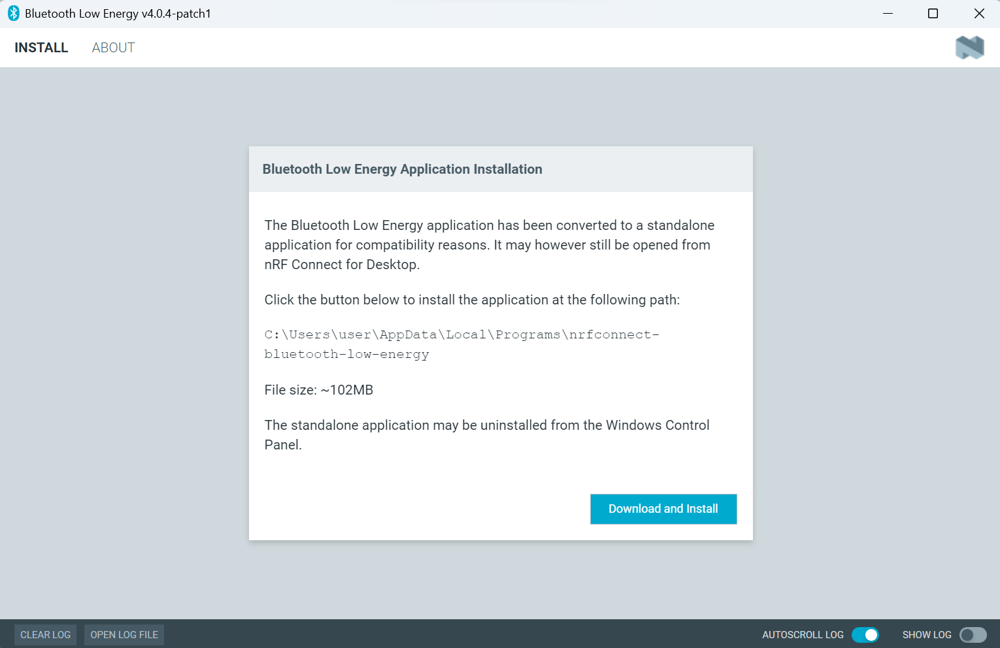 Bluetooth Low Energy v4.0.4-patch1
INSTALL ABOUT
Bluetooth Low Energy Application Installation
The Bluetooth Low Energy application has been converted to a standalone
application for compatibility reasons. It may however still be opened from
nRF Connect for Desktop.
Click the button below to install the application at the following path:
C:\Users\user\AppData\Local\Programs\nrfconnect-
bluetooth-low-energy
File size: ~102MB
The standalone application may be uninstalled from the Windows Control
Panel.
Download and Install
CLEAR LOG OPEN LOG FILE AUTOSCROLL LOG SHOW LOG